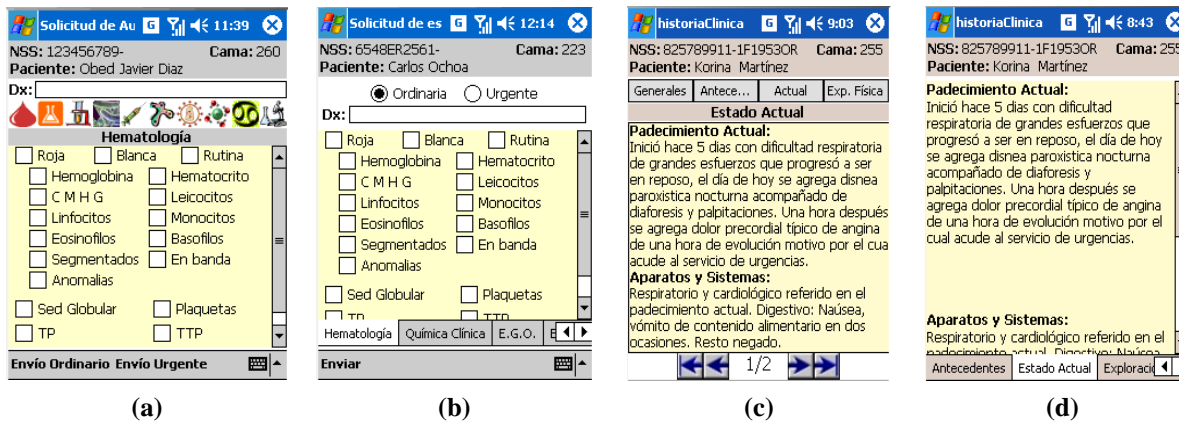 Solicitud de Au G 11:39
NSS: 123456789- Cama: 260
Paciente: Obed Javier Diaz
Dx:
Hematología
Roja Blanca Rutina
Hemoglobina Hematocrito
C M H G Leicocitos
Linfocitos Monocitos
Eosinofilos Basofilos
Segmentados En banda
Anomalias
Sed Globular Plaquetas
TP TTP
Envío Ordinario Envío Urgente
(a)
Solicitud de es G 12:14
NSS: 6548ER2561- Cama: 223
Paciente: Carlos Ochoa
Ordinaria Urgente
Dx:
Roja Blanca Rutina
Hemoglobina Hematocrito
C M H G Leicocitos
Linfocitos Monocitos
Eosinofilos Basofilos
Segmentados En banda
Anomalias
Sed Globular Plaquetas
TP TTP
Hematología Química Clínica E.G.O.
Enviar
(b)
historiaClinica G 9:03
NSS: 825789911-1F1953OR Cama: 255
Paciente: Korina Martínez
Generales Antece... Actual Exp. Física
Estado Actual
Padecimiento Actual:
Inició hace 5 dias con dificultad respiratoria
de grandes esfuerzos que progresó a ser
en reposo, el día de hoy se agrega disnea
paroxistica nocturna acompañado de
diaforesis y palpitaciones. Una hora después
se agrega dolor precordial típico de angina
de una hora de evolución motivo por el cua
acude al servicio de urgencias.
Aparatos y Sistemas:
Respiratorio y cardiológico referido en el
padecimiento actual. Digestivo: Naúsea,
vómito de contenido alimentario en dos
ocasiones. Resto negado.
1/2
(c)
historiaClinica G 8:43
NSS: 825789911-1F1953OR Cama: 255
Paciente: Korina Martínez
Padecimiento Actual:
Inició hace 5 dias con dificultad
respiratoria de grandes esfuerzos que
progresó a ser en reposo, el día de hoy
se agrega disnea paroxistica nocturna
acompañado de diaforesis y
palpitaciones. Una hora después se
agrega dolor precordial típico de angina
de una hora de evolución motivo por el
cual acude al servicio de urgencias.
Aparatos y Sistemas:
Respiratorio y cardiológico referido en el
padecimiento actual. Digestivo: Naúsea
Antecedentes Estado Actual Exploraci
(d)